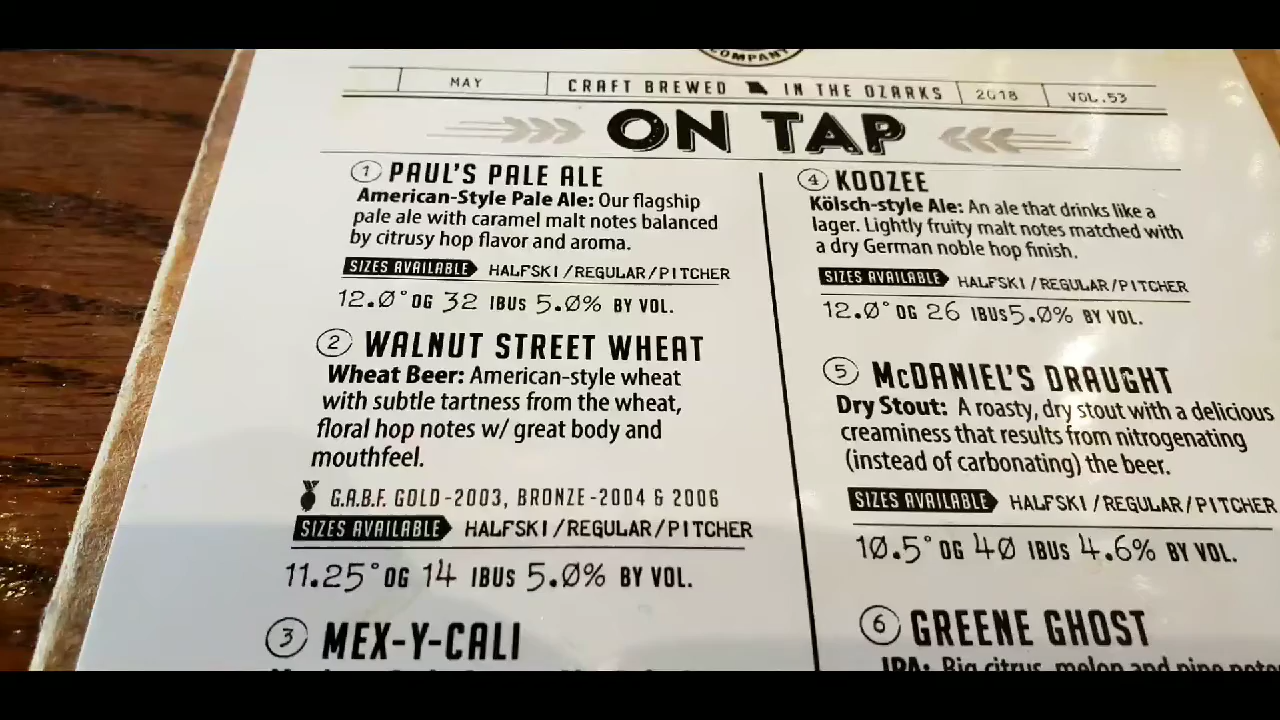 COMPANY
MAY CRAFT BREWED IN THE OZARKS 2018 VOL.53
ON TAP
1 PAUL'S PALE ALE
American-Style Pale Ale: Our flagship
pale ale with caramel malt notes balanced
by citrusy hop flavor and aroma.
SIZES AVAILABLE HALFSKI/REGULAR/PITCHER
12.0° OG 32 IBUS 5.0% BY VOL.
2 WALNUT STREET WHEAT
Wheat Beer: American-style wheat
with subtle tartness from the wheat,
floral hop notes w/ great body and
mouthfeel.
G.A.B.F. GOLD-2003, BRONZE-2004 & 2006
SIZES AVAILABLE HALFSKI/REGULAR/PITCHER
11.25° OG 14 IBUS 5.0% BY VOL.
3 MEX-Y-CALI
4 KOOZEE
Kölsch-style Ale: An ale that drinks like a
lager. Lightly fruity malt notes matched with
a dry German noble hop finish.
SIZES AVAILABLE HALFSKI/REGULAR/PITCHER
12.0° OG 26 IBUS 5.0% BY VOL.
5 McDANIEL'S DRAUGHT
Dry Stout: A roasty, dry stout with a delicious
creaminess that results from nitrogenating
(instead of carbonating) the beer.
SIZES AVAILABLE HALFSKI/REGULAR/PITCHER
10.5° OG 40 IBUS 4.6% BY VOL.
6 GREENE GHOST
IPA: Big citrus, melon and pine